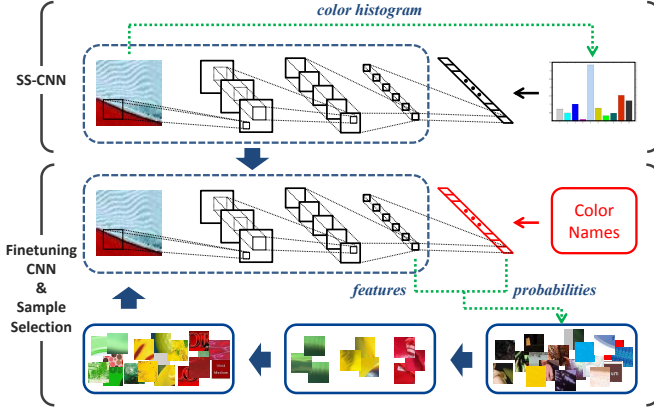 color histogram
SS-CNN
Color
Names
Finetuning
CNN
&
Sample
Selection
features
probabilities